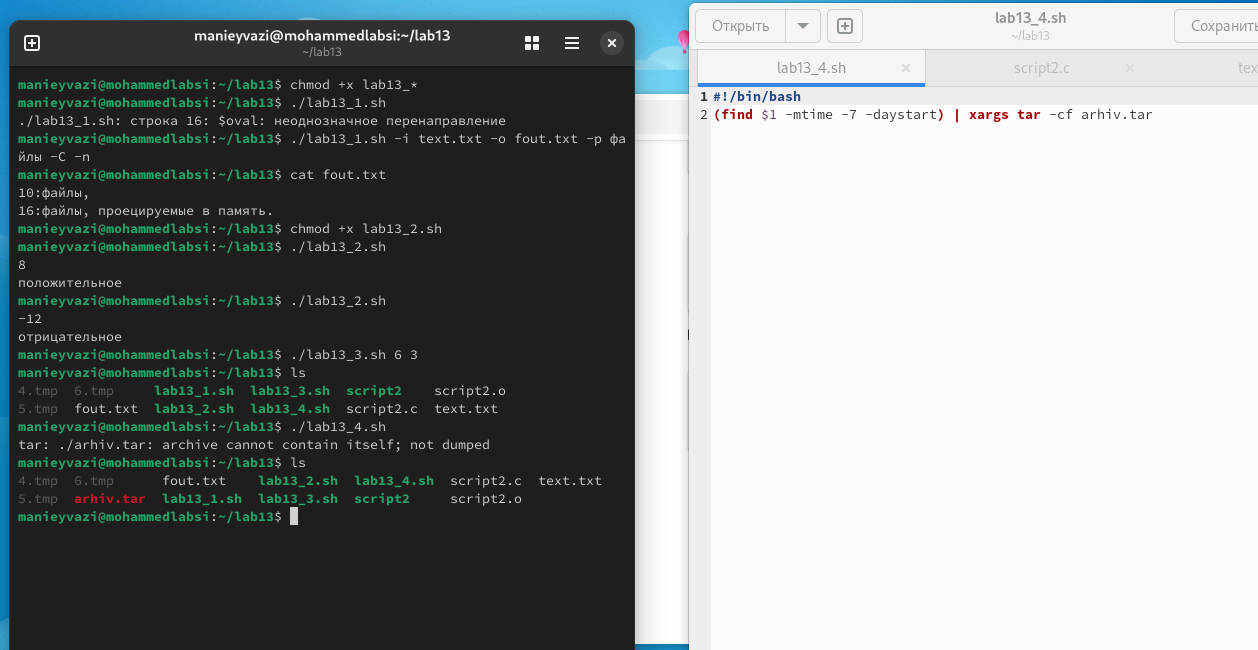 manieyvazi@mohammedlabsi:~/lab13
~/lab13
manieyvazi@mohammedlabsi:~/lab13$ chmod +x lab13_*
manieyvazi@mohammedlabsi:~/lab13$ ./lab13_1.sh
./lab13_1.sh: строка 16: $oval: неоднозначное перенаправление
manieyvazi@mohammedlabsi:~/lab13$ ./lab13_1.sh -i text.txt -o fout.txt -p фа
йлы -C -n
manieyvazi@mohammedlabsi:~/lab13$ cat fout.txt
10:файлы,
16:файлы, проецируемые в память.
manieyvazi@mohammedlabsi:~/lab13$ chmod +x lab13_2.sh
manieyvazi@mohammedlabsi:~/lab13$ ./lab13_2.sh
8
положительное
manieyvazi@mohammedlabsi:~/lab13$ ./lab13_2.sh
-12
отрицательное
manieyvazi@mohammedlabsi:~/lab13$ ./lab13_3.sh 6 3
manieyvazi@mohammedlabsi:~/lab13$ ls
4.tmp 6.tmp lab13_1.sh lab13_3.sh script2 script2.o
5.tmp fout.txt lab13_2.sh lab13_4.sh script2.c text.txt
manieyvazi@mohammedlabsi:~/lab13$ ./lab13_4.sh
tar: ./arhiv.tar: archive cannot contain itself; not dumped
manieyvazi@mohammedlabsi:~/lab13$ ls
4.tmp 6.tmp fout.txt lab13_2.sh lab13_4.sh script2.c text.txt
5.tmp arhiv.tar lab13_1.sh lab13_3.sh script2 script2.o
manieyvazi@mohammedlabsi:~/lab13$
Открыть
lab13_4.sh
~/lab13
Сохранить
lab13_4.sh
script2.c
tex
1 #!/bin/bash
2 (find $1 -mtime -7 -daystart) | xargs tar -cf arhiv.tar